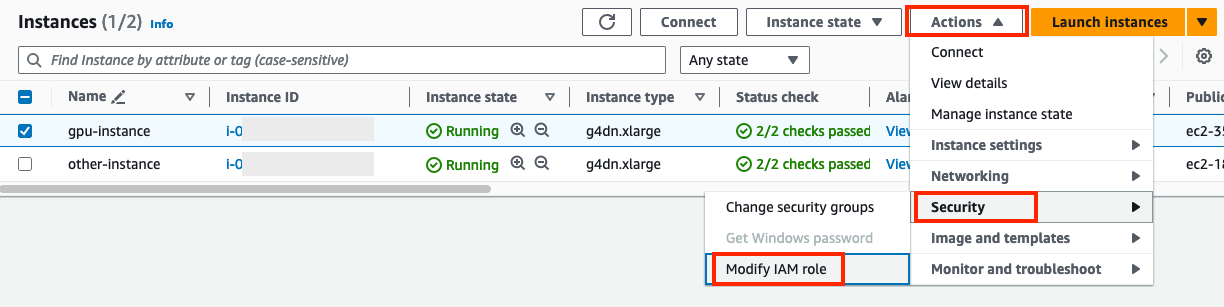 Instances (1/2) Info Connect Instance state Actions Launch instances
Find Instance by attribute or tag (case-sensitive) Any state
Connect
View details
Name Instance ID Instance state Instance type Status check Alar Public
Manage instance state
gpu-instance i-0 Running g4dn.xlarge 2/2 checks passed View ec2-35
Instance settings
other-instance i-0 Running g4dn.xlarge 2/2 checks passed View ec2-18
Networking
Change security groups Security
Get Windows password Image and templates
Modify IAM role Monitor and troubleshoot